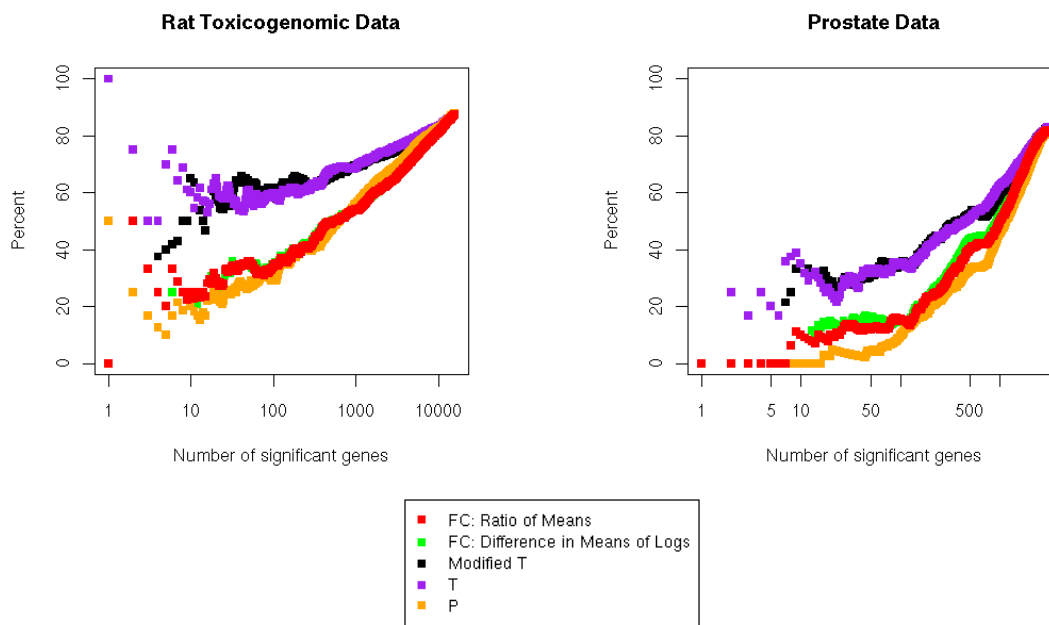 Rat Toxicogenomic Data
Percent
0
20
40
60
80
100
1
10
100
1000
10000
Number of significant genes
Prostate Data
Percent
0
20
40
60
80
100
1
5
10
50
500
Number of significant genes
FC: Ratio of Means
FC: Difference in Means of Logs
Modified T
T
P